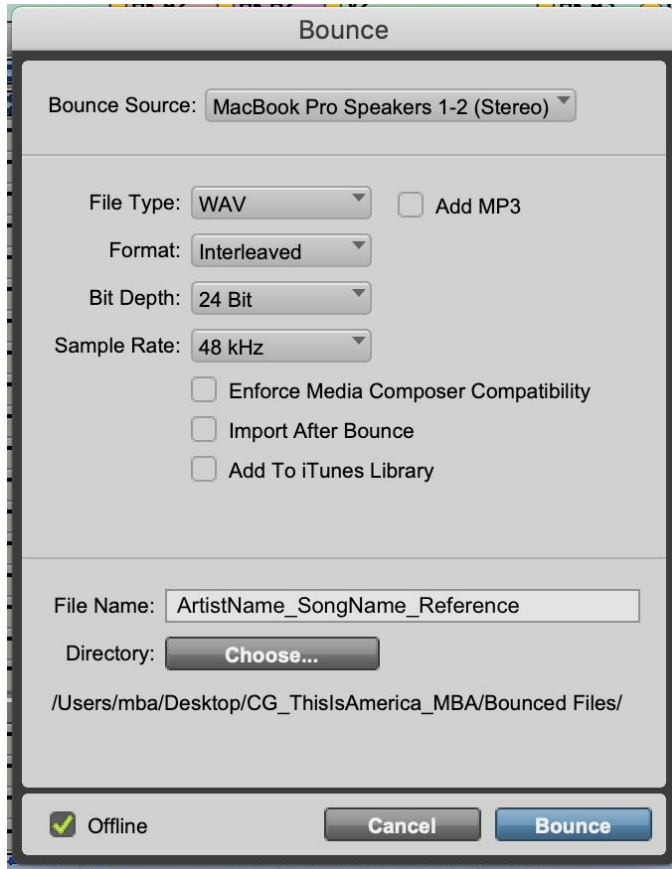 Bounce
Bounce Source: MacBook Pro Speakers 1-2 (Stereo)
File Type: WAV Add MP3
Format: Interleaved
Bit Depth: 24 Bit
Sample Rate: 48 kHz
Enforce Media Composer Compatibility
Import After Bounce
Add To iTunes Library
File Name: ArtistName_SongName_Reference
Directory: Choose...
/Users/mba/Desktop/CG_ThisIsAmerica_MBA/Bounced Files/
Offline Cancel Bounce